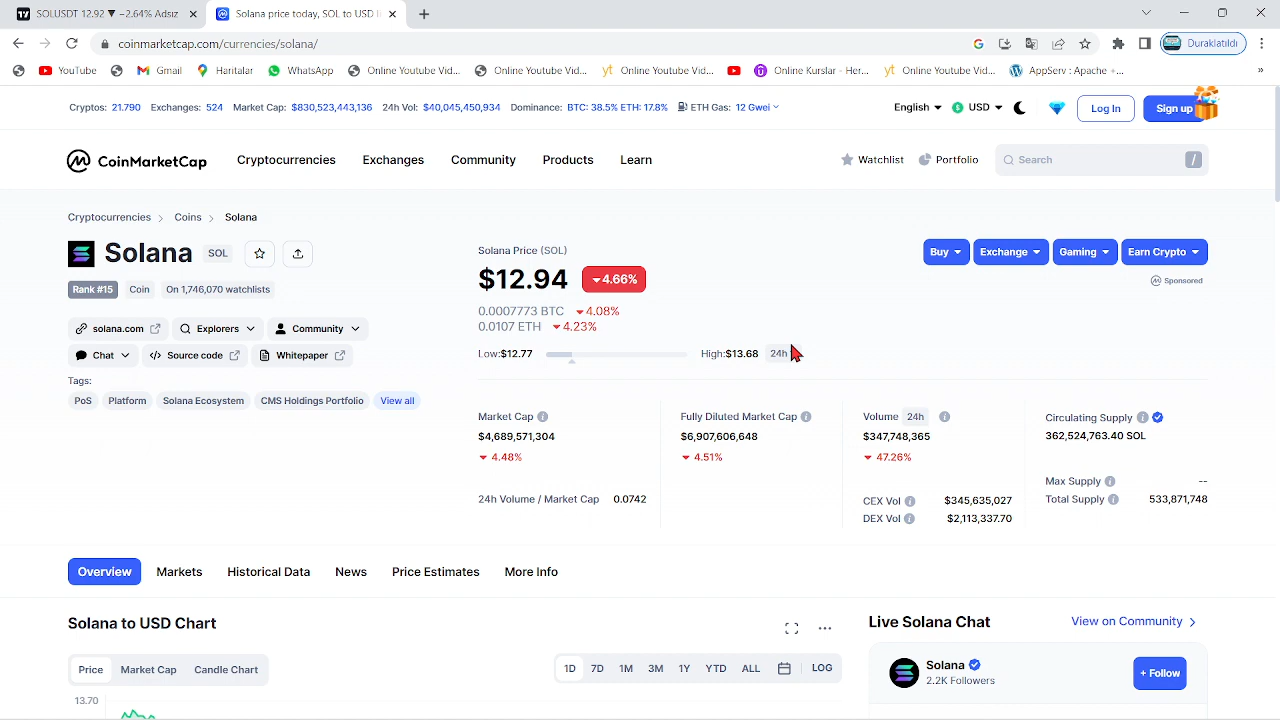 SOLUSDT 12.92 ▼ −2.64% Adsız
Solana price today, SOL to USD li
coinmarketcap.com/currencies/solana/
Duraklatıldı
YouTube
Gmail
Haritalar
WhatsApp
Online Youtube Vid...
Online Youtube Vid...
Online Youtube Vid...
Online Kurslar - Her...
Online Youtube Vid...
AppServ : Apache +...
»
Cryptos: 21.790 Exchanges: 524 Market Cap: $830,523,443,136 24h Vol: $40,045,450,934 Dominance: BTC: 38.5% ETH: 17.8% ETH Gas: 12 Gwei
English USD Log In Sign up
CoinMarketCap Cryptocurrencies Exchanges Community Products Learn
Watchlist Portfolio Search /
Cryptocurrencies > Coins > Solana
Solana SOL
Rank #15 Coin On 1,746,070 watchlists
solana.com Explorers Community
Chat Source code Whitepaper
Tags:
PoS Platform Solana Ecosystem CMS Holdings Portfolio View all
Solana Price (SOL)
$12.94 ▾4.66%
0.0007773 BTC ▾4.08%
0.0107 ETH ▾4.23%
Low:$12.77 High:$13.68 24h
Buy Exchange Gaming Earn Crypto
Sponsored
Market Cap
$4,689,571,304
▾ 4.48%
24h Volume / Market Cap 0.0742
Fully Diluted Market Cap
$6,907,606,648
▾ 4.51%
Volume 24h
$347,748,365
▾ 47.26%
CEX Vol $345,635,027
DEX Vol $2,113,337.70
Circulating Supply
362,524,763.40 SOL
Max Supply --
Total Supply 533,871,748
Overview Markets Historical Data News Price Estimates More Info
Solana to USD Chart
Price Market Cap Candle Chart
1D 7D 1M 3M 1Y YTD ALL LOG
13.70
Live Solana Chat
View on Community >
Solana
2.2K Followers
+ Follow